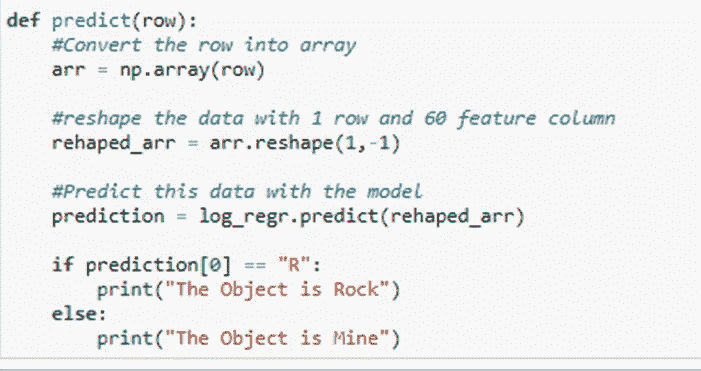 def predict(row):
#Convert the row into array
arr = np.array(row)
#reshape the data with 1 row and 60 feature column
rehaped_arr = arr.reshape(1,-1)
#Predict this data with the model
prediction = log_regr.predict(rehaped_arr)
if prediction[0] == "R":
print("The Object is Rock")
else:
print("The Object is Mine")